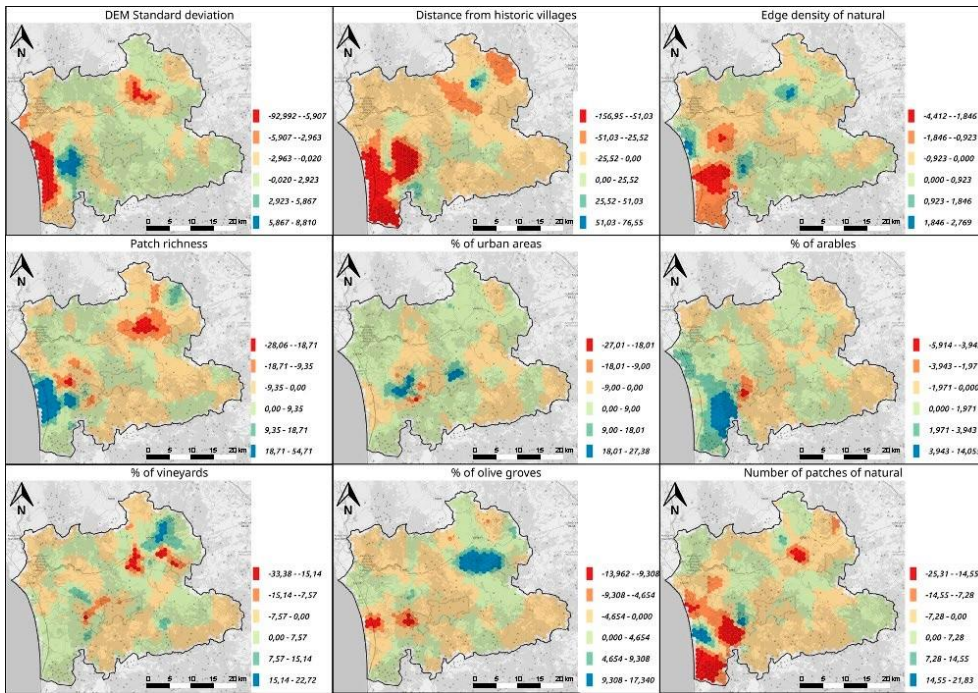 DEM Standard deviation
N
-92,992 - -5,907
-5,907 - -2,963
-2,963 - -0,020
-0,020 - 2,923
2,923 - 5,867
5,867 - 8,810
0 5 10 15 20 km
Distance from historic villages
N
-156,95 - -51,03
-51,03 - -25,52
-25,52 - 0,00
0,00 - 25,52
25,52 - 51,03
51,03 - 76,55
0 5 10 15 20 km
Edge density of natural
N
-4,412 - -1,846
-1,846 - -0,923
-0,923 - 0,000
0,000 - 0,923
0,923 - 1,846
1,846 - 2,769
0 5 10 15 20 km
Patch richness
N
-28,06 - -18,71
-18,71 - -9,35
-9,35 - 0,00
0,00 - 9,35
9,35 - 18,71
18,71 - 54,71
0 5 10 15 20 km
% of urban areas
N
-27,01 - -18,01
-18,01 - -9,00
-9,00 - 0,00
0,00 - 9,00
9,00 - 18,01
18,01 - 27,38
0 5 10 15 20 km
% of arables
N
-5,914 - -3,94
-3,943 - -1,97
-1,971 - 0,000
0,000 - 1,971
1,971 - 3,943
3,943 - 14,05
0 5 10 15 20 km
% of vineyards
N
-33,38 - -15,14
-15,14 - -7,57
-7,57 - 0,00
0,00 - 7,57
7,57 - 15,14
15,14 - 22,72
0 5 10 15 20 km
% of olive groves
N
-13,962 - -9,308
-9,308 - -4,654
-4,654 - 0,000
0,000 - 4,654
4,654 - 9,308
9,308 - 17,340
0 5 10 15 20 km
Number of patches of natural
N
-25,31 - -14,55
-14,55 - -7,28
-7,28 - 0,00
0,00 - 7,28
7,28 - 14,55
14,55 - 21,83
0 5 10 15 20 km